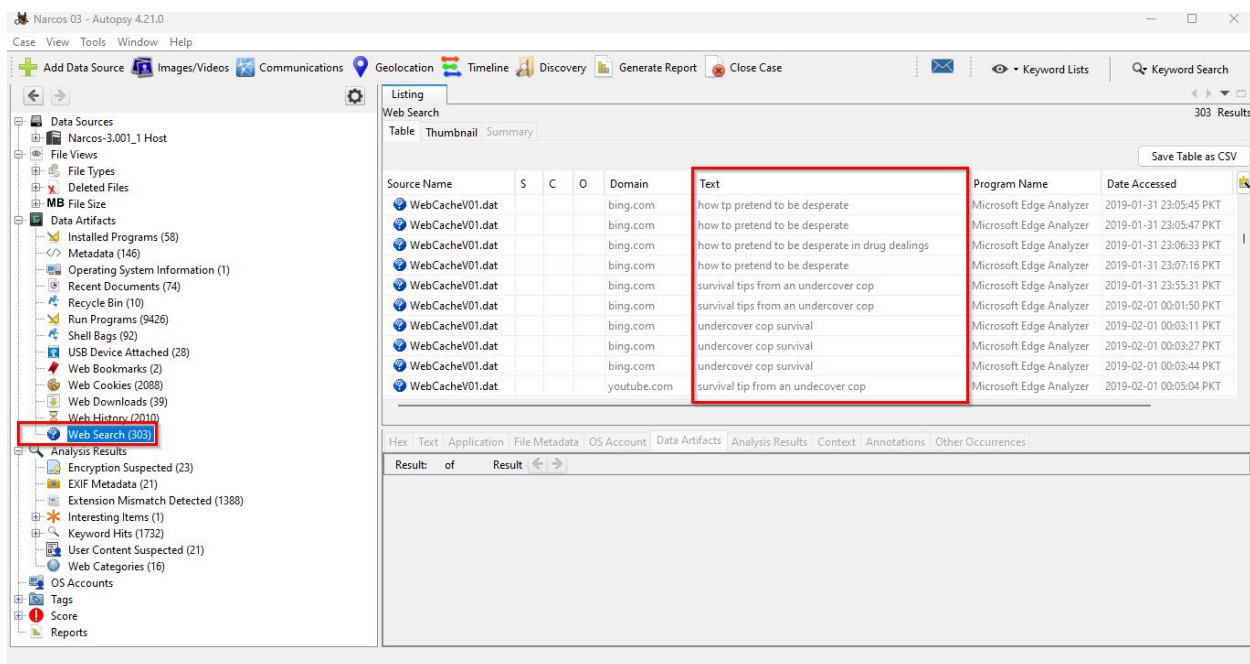 Narcos 03 - Autopsy 4.21.0
Case View Tools Window Help
Add Data Source Images/Videos Communications Geolocation Timeline Discovery Generate Report Close Case Keyword Lists Keyword Search
Data Sources
Narcos-3.001_1 Host
File Views
File Types
Deleted Files
MB File Size
Data Artifacts
Installed Programs (58)
Metadata (146)
Operating System Information (1)
Recent Documents (74)
Recycle Bin (10)
Run Programs (9426)
Shell Bags (92)
USB Device Attached (28)
Web Bookmarks (2)
Web Cookies (2088)
Web Downloads (39)
Web History (2010)
Web Search (303)
Analysis Results
Encryption Suspected (23)
EXIF Metadata (21)
Extension Mismatch Detected (1388)
Interesting Items (1)
Keyword Hits (1732)
User Content Suspected (21)
Web Categories (16)
OS Accounts
Tags
Score
Reports
Listing
Web Search 303 Results
Table Thumbnail Summary
Save Table as CSV
Source Name S C O Domain Text Program Name Date Accessed
WebCacheV01.dat bing.com how tp pretend to be desperate Microsoft Edge Analyzer 2019-01-31 23:05:45 PKT
WebCacheV01.dat bing.com how to pretend to be desperate Microsoft Edge Analyzer 2019-01-31 23:05:47 PKT
WebCacheV01.dat bing.com how to pretend to be desperate in drug dealings Microsoft Edge Analyzer 2019-01-31 23:06:33 PKT
WebCacheV01.dat bing.com how to pretend to be desperate Microsoft Edge Analyzer 2019-01-31 23:07:16 PKT
WebCacheV01.dat bing.com survival tips from an undercover cop Microsoft Edge Analyzer 2019-01-31 23:55:31 PKT
WebCacheV01.dat bing.com survival tips from an undercover cop Microsoft Edge Analyzer 2019-02-01 00:01:50 PKT
WebCacheV01.dat bing.com undercover cop survival Microsoft Edge Analyzer 2019-02-01 00:03:11 PKT
WebCacheV01.dat bing.com undercover cop survival Microsoft Edge Analyzer 2019-02-01 00:03:27 PKT
WebCacheV01.dat bing.com undercover cop survival Microsoft Edge Analyzer 2019-02-01 00:03:44 PKT
WebCacheV01.dat youtube.com survival tip from an undecover cop Microsoft Edge Analyzer 2019-02-01 00:05:04 PKT
Hex Text Application File Metadata OS Account Data Artifacts Analysis Results Context Annotations Other Occurrences
Result: of Result